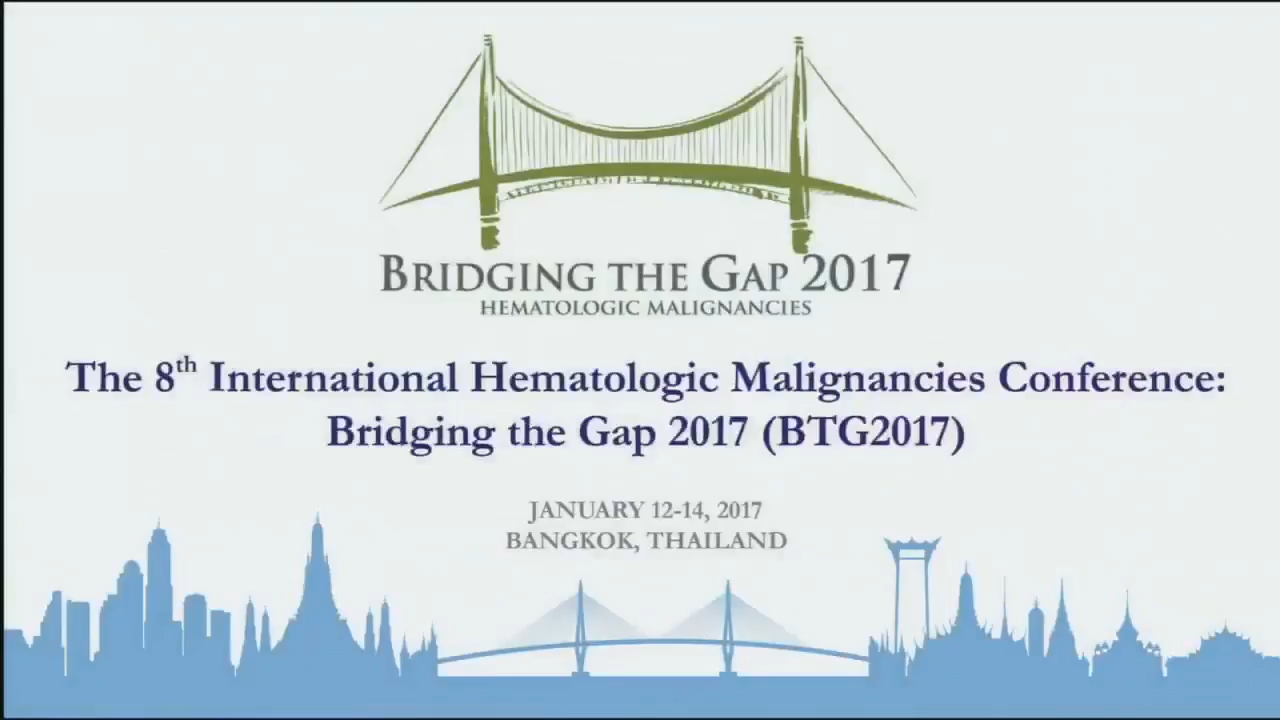 BRIDGING THE GAP 2017
HEMATOLOGIC MALIGNANCIES
The 8th International Hematologic Malignancies Conference:
Bridging the Gap 2017 (BTG2017)
JANUARY 12-14, 2017
BANGKOK, THAILAND